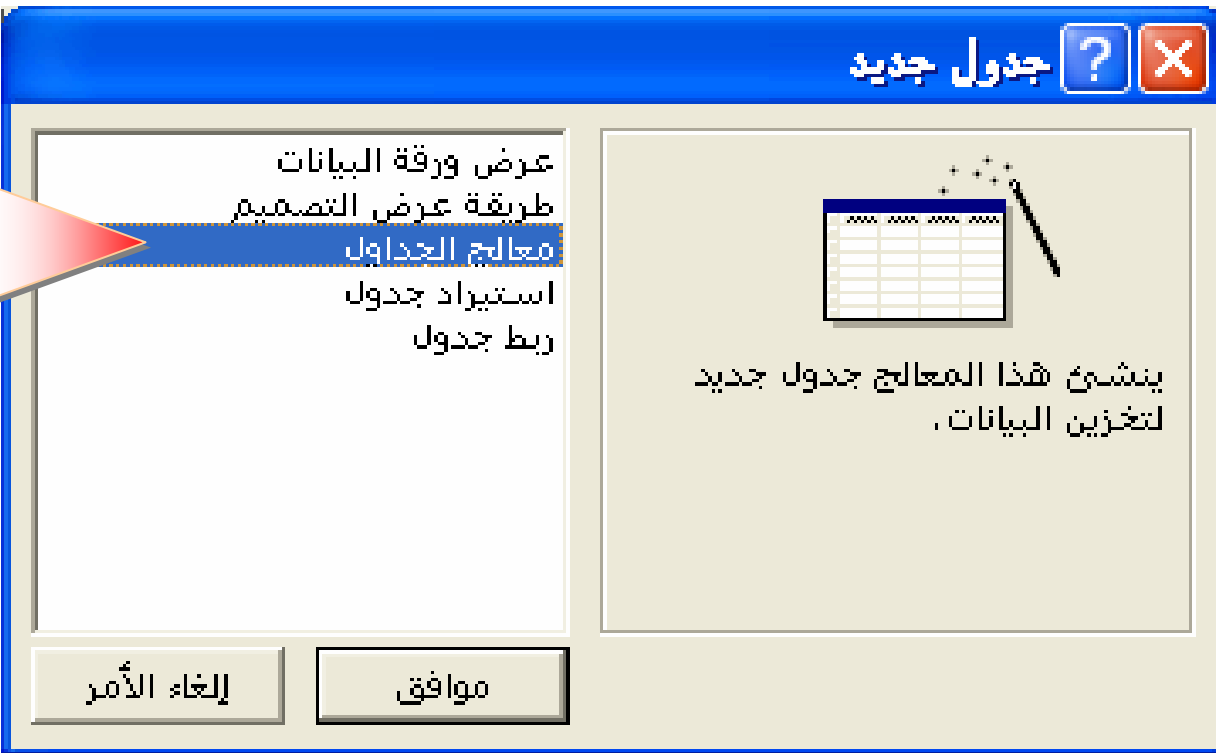 جدول جديد
عرض ورقة البيانات
طريقة عرض التصميم
معالج الجداول
استيراد جدول
ربط جدول
ينشئ هذا المعالج جدول جديد
لتخزين البيانات.
موافق
إلغاء الأمر